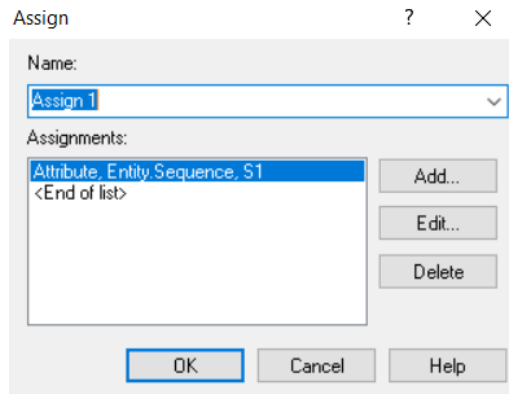 Assign ?
Name:
Assign 1
Assignments:
Attribute, Entity.Sequence, S1
<End of list>
Add...
Edit...
Delete
OK Cancel Help